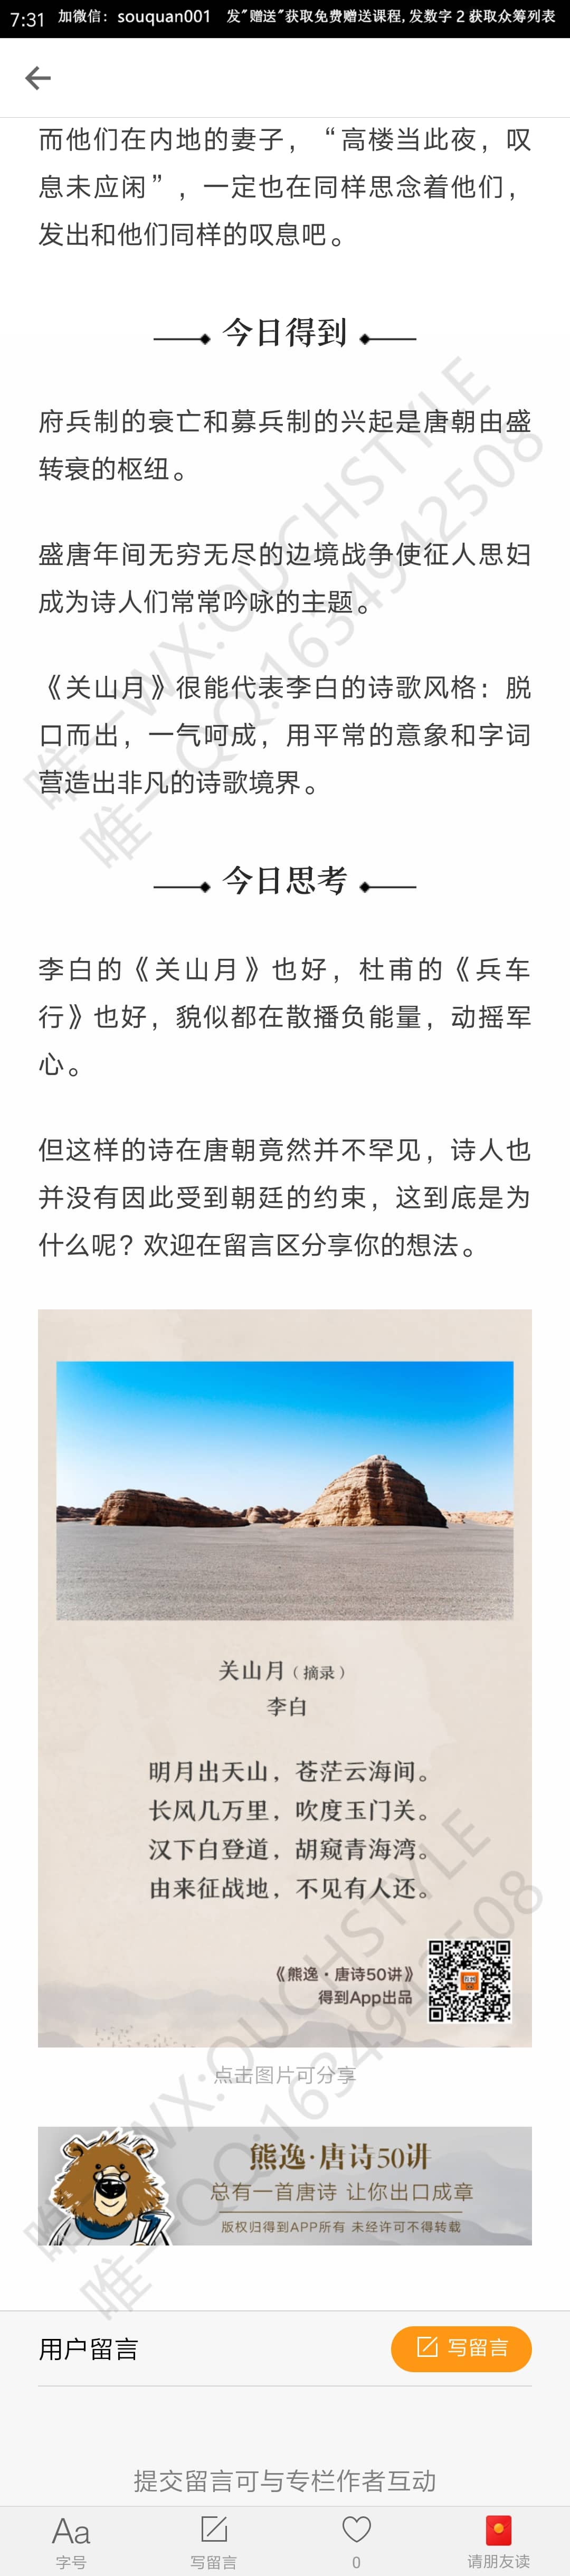 7:31 加微信：souquan001 发"赠送"获取免费赠送课程,发数字 2 获取众筹列表
而他们在内地的妻子，“高楼当此夜，叹
息未应闲”，一定也在同样思念着他们，
发出和他们同样的叹息吧。
今日得到
府兵制的衰亡和募兵制的兴起是唐朝由盛
转衰的枢纽。
盛唐年间无穷无尽的边境战争使征人思妇
成为诗人们常常吟咏的主题。
《关山月》很能代表李白的诗歌风格：脱
口而出，一气呵成，用平常的意象和字词
营造出非凡的诗歌境界。
唯一WX:OUCHSTYLE
唯一QQ:1634942508
今日思考
李白的《关山月》也好，杜甫的《兵车
行》也好，貌似都在散播负能量，动摇军
心。
但这样的诗在唐朝竟然并不罕见，诗人也
并没有因此受到朝廷的约束，这到底是为
什么呢？欢迎在留言区分享你的想法。
关山月（摘录）
李白
明月出天山，苍茫云海间。
长风几万里，吹度玉门关。
汉下白登道，胡窥青海湾。
由来征战地，不见有人还。
《熊逸·唐诗50讲》
得到App出品
点击图片可分享
唯一WX:OUCHSTYLE
唯一QQ:1634942508
熊逸·唐诗50讲
总有一首唐诗 让你出口成章
版权归得到APP所有 未经许可不得转载
用户留言
写留言
提交留言可与专栏作者互动
Aa
字号
写留言
0
请朋友读